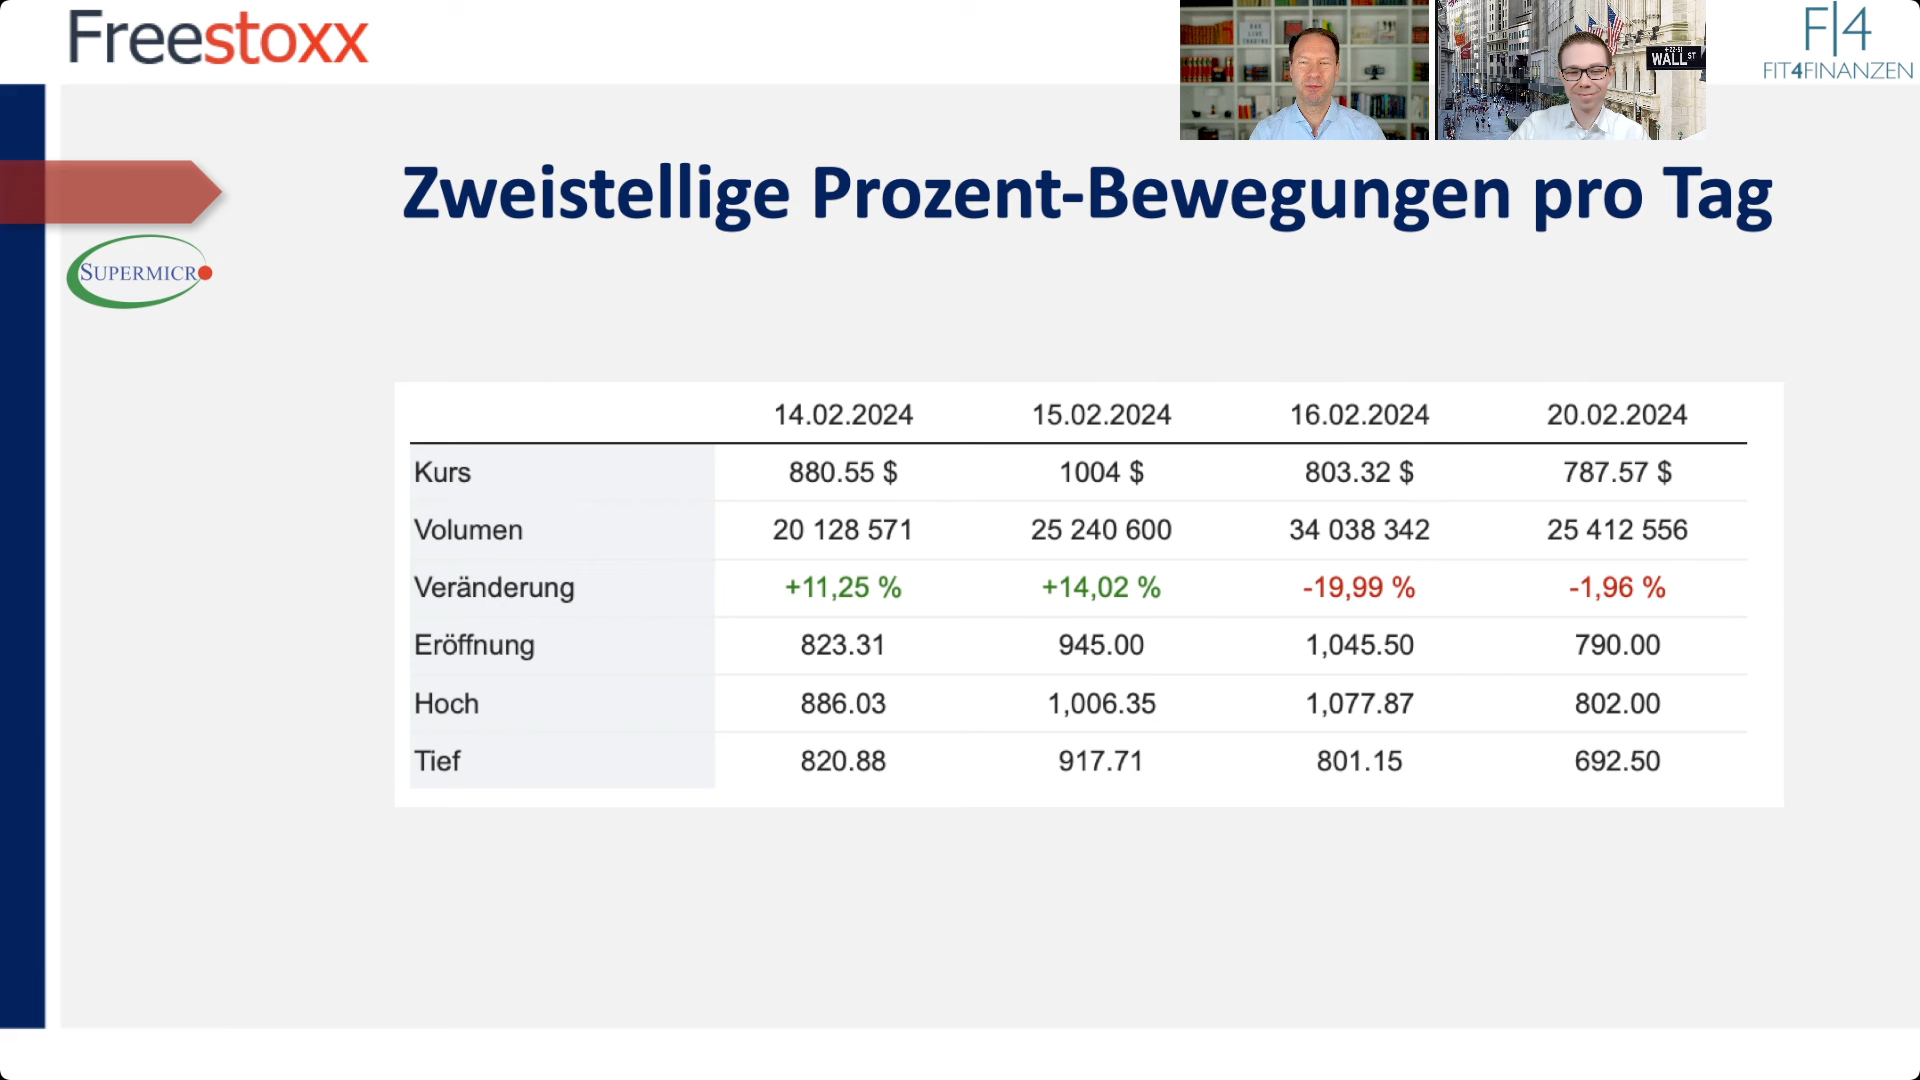 Freestoxx
WALL ST
F|4
FIT4FINANZEN
Zweistellige Prozent-Bewegungen pro Tag
SUPERMICRO
14.02.2024 15.02.2024 16.02.2024 20.02.2024
Kurs 880.55 $ 1004 $ 803.32 $ 787.57 $
Volumen 20 128 571 25 240 600 34 038 342 25 412 556
Veränderung +11,25 % +14,02 % -19,99 % -1,96 %
Eröffnung 823.31 945.00 1,045.50 790.00
Hoch 886.03 1,006.35 1,077.87 802.00
Tief 820.88 917.71 801.15 692.50